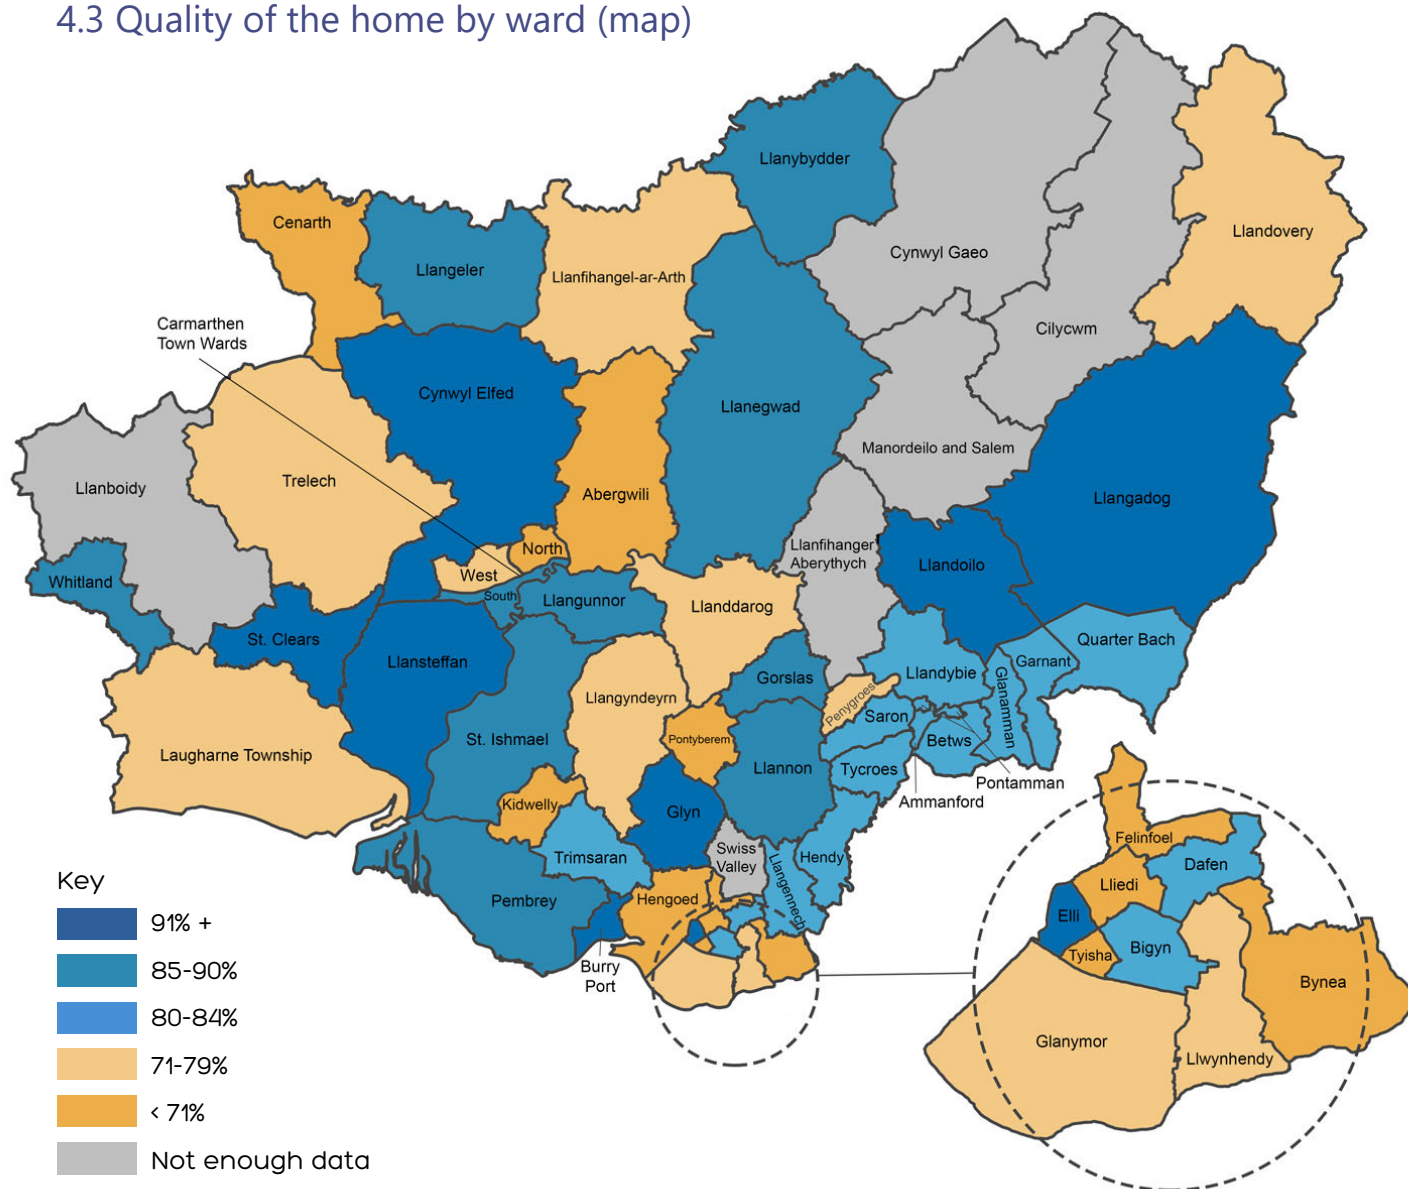 4.3 Quality of the home by ward (map)
Llanybydder
Cenarth
Llangeler
Llanfihangel-ar-Arth
Cynwyl Gaeo
Llandovery
Carmarthen
Town Wards
Cilycwm
Cynwyl Elfed
Llanegwad
Manordeilo and Salem
Llanboidy
Trelech
Abergwili
Llangadog
North
West
South
Llangunnor
Llanfihanger
Aberythych
Llandoilo
Whitland
Llanddarog
St. Clears
Llansteffan
Quarter Bach
Garnant
Glanamman
Llandybie
Gorslas
Penygroes
Llangyndeyrn
Saron
Betws
Pontyberem
St. Ishmael
Laugharne Township
Llannon
Tycroes
Pontamman
Ammanford
Kidwelly
Glyn
Trimsaran
Swiss
Valley
Llangennech
Hendy
Pembrey
Hengoed
Burry
Port
Felinfoel
Dafen
Lliedi
Elli
Bigyn
Tyisha
Bynea
Glanymor
Llwynhendy
Key
91% +
85-90%
80-84%
71-79%
< 71%
Not enough data